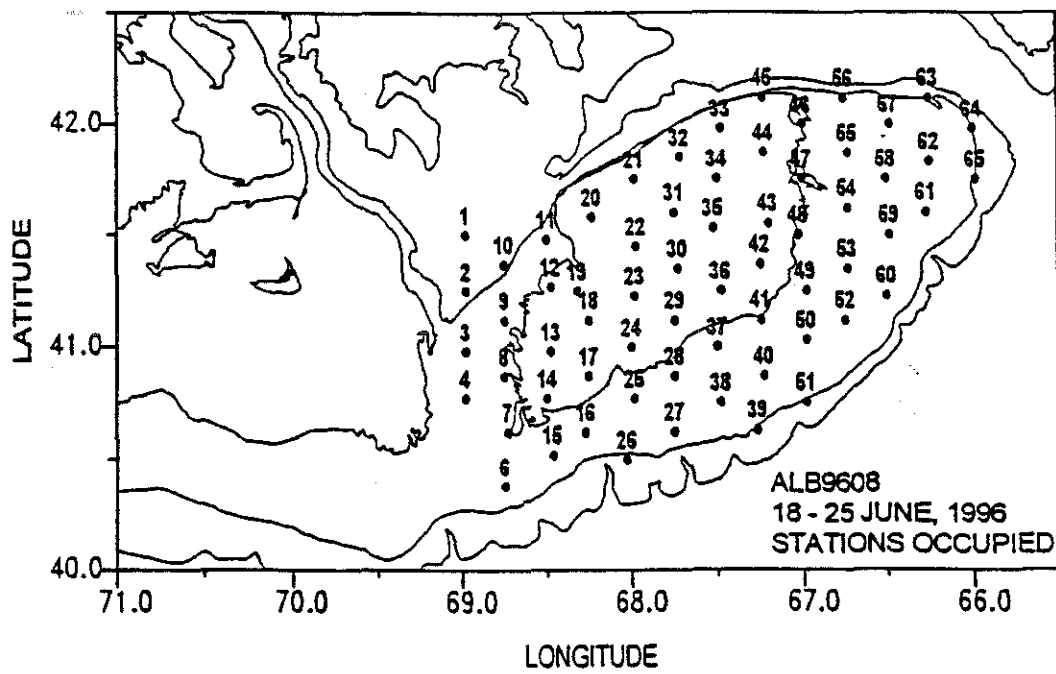 45 56 63
42.0
33 46 57 64
32 44 55 62
21 34 47 58 65
20 31 54 61
1 11 35 43 48 59
10 22 30 42 53
2 12 19 23 36 49 60
9 18 29 41 52
LATITUDE
41.0
3 13 24 37 50
8 17 28 40
4 14 25 38 51
7 16 27 39
15 26
6
ALB9608
18 - 25 JUNE, 1996
STATIONS OCCUPIED
40.0
71.0 70.0 69.0 68.0 67.0 66.0
LONGITUDE